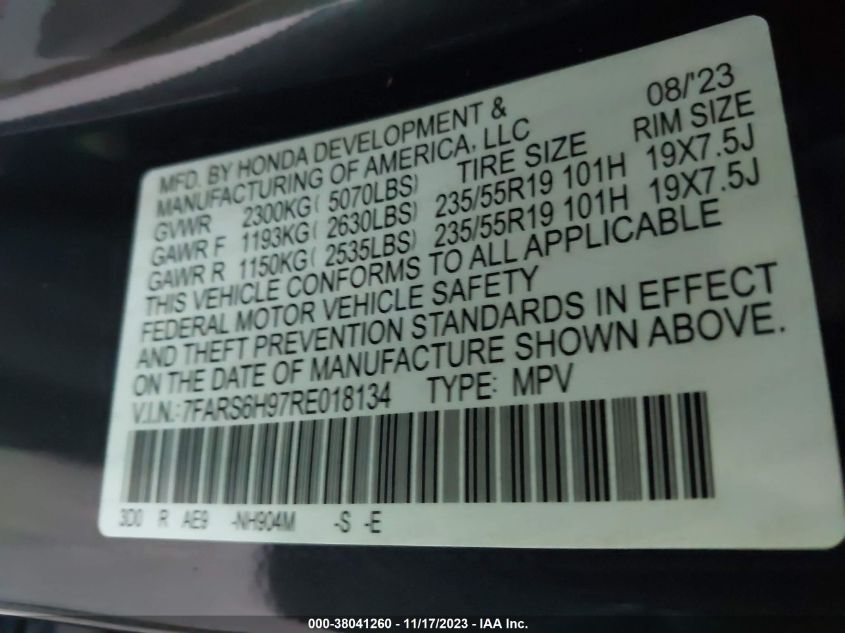 MFD. BY HONDA DEVELOPMENT & 08/'23
MANUFACTURING OF AMERICA, LLC
GVWR 2300KG( 5070LBS) TIRE SIZE RIM SIZE
GAWR F 1193KG( 2630LBS) 235/55R19 101H 19X7.5J
GAWR R 1150KG( 2535LBS) 235/55R19 101H 19X7.5J
THIS VEHICLE CONFORMS TO ALL APPLICABLE
FEDERAL MOTOR VEHICLE SAFETY
AND THEFT PREVENTION STANDARDS IN EFFECT
ON THE DATE OF MANUFACTURE SHOWN ABOVE.
V.I.N.:7FARS6H97RE018134 TYPE: MPV
3D0 R AE9 -NH904M -S -E
000-38041260 - 11/17/2023 - IAA Inc.